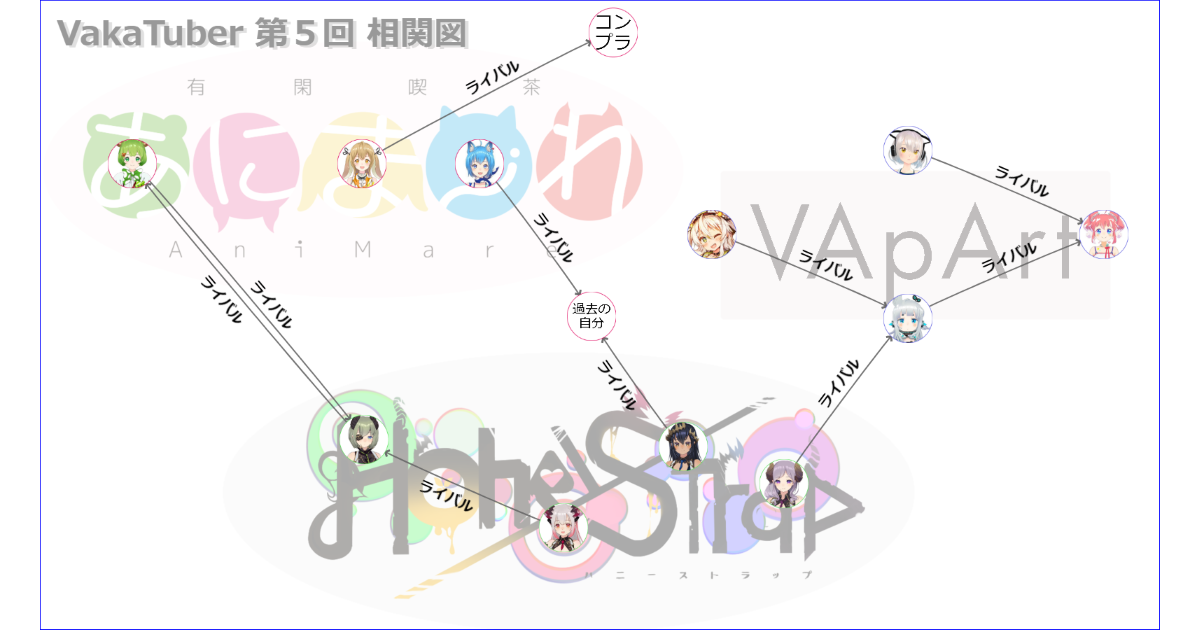 VakaTuber 第５回 相関図
コン
プラ
ライバル
有閑喫茶
あにまーれ
AniMare
ライバル
ライバル
VApArt
ライバル
ライバル
ライバル
ライバル
過去の
自分
ライバル
ライバル
HoneyStrap
ライバル
ハニーストラップ